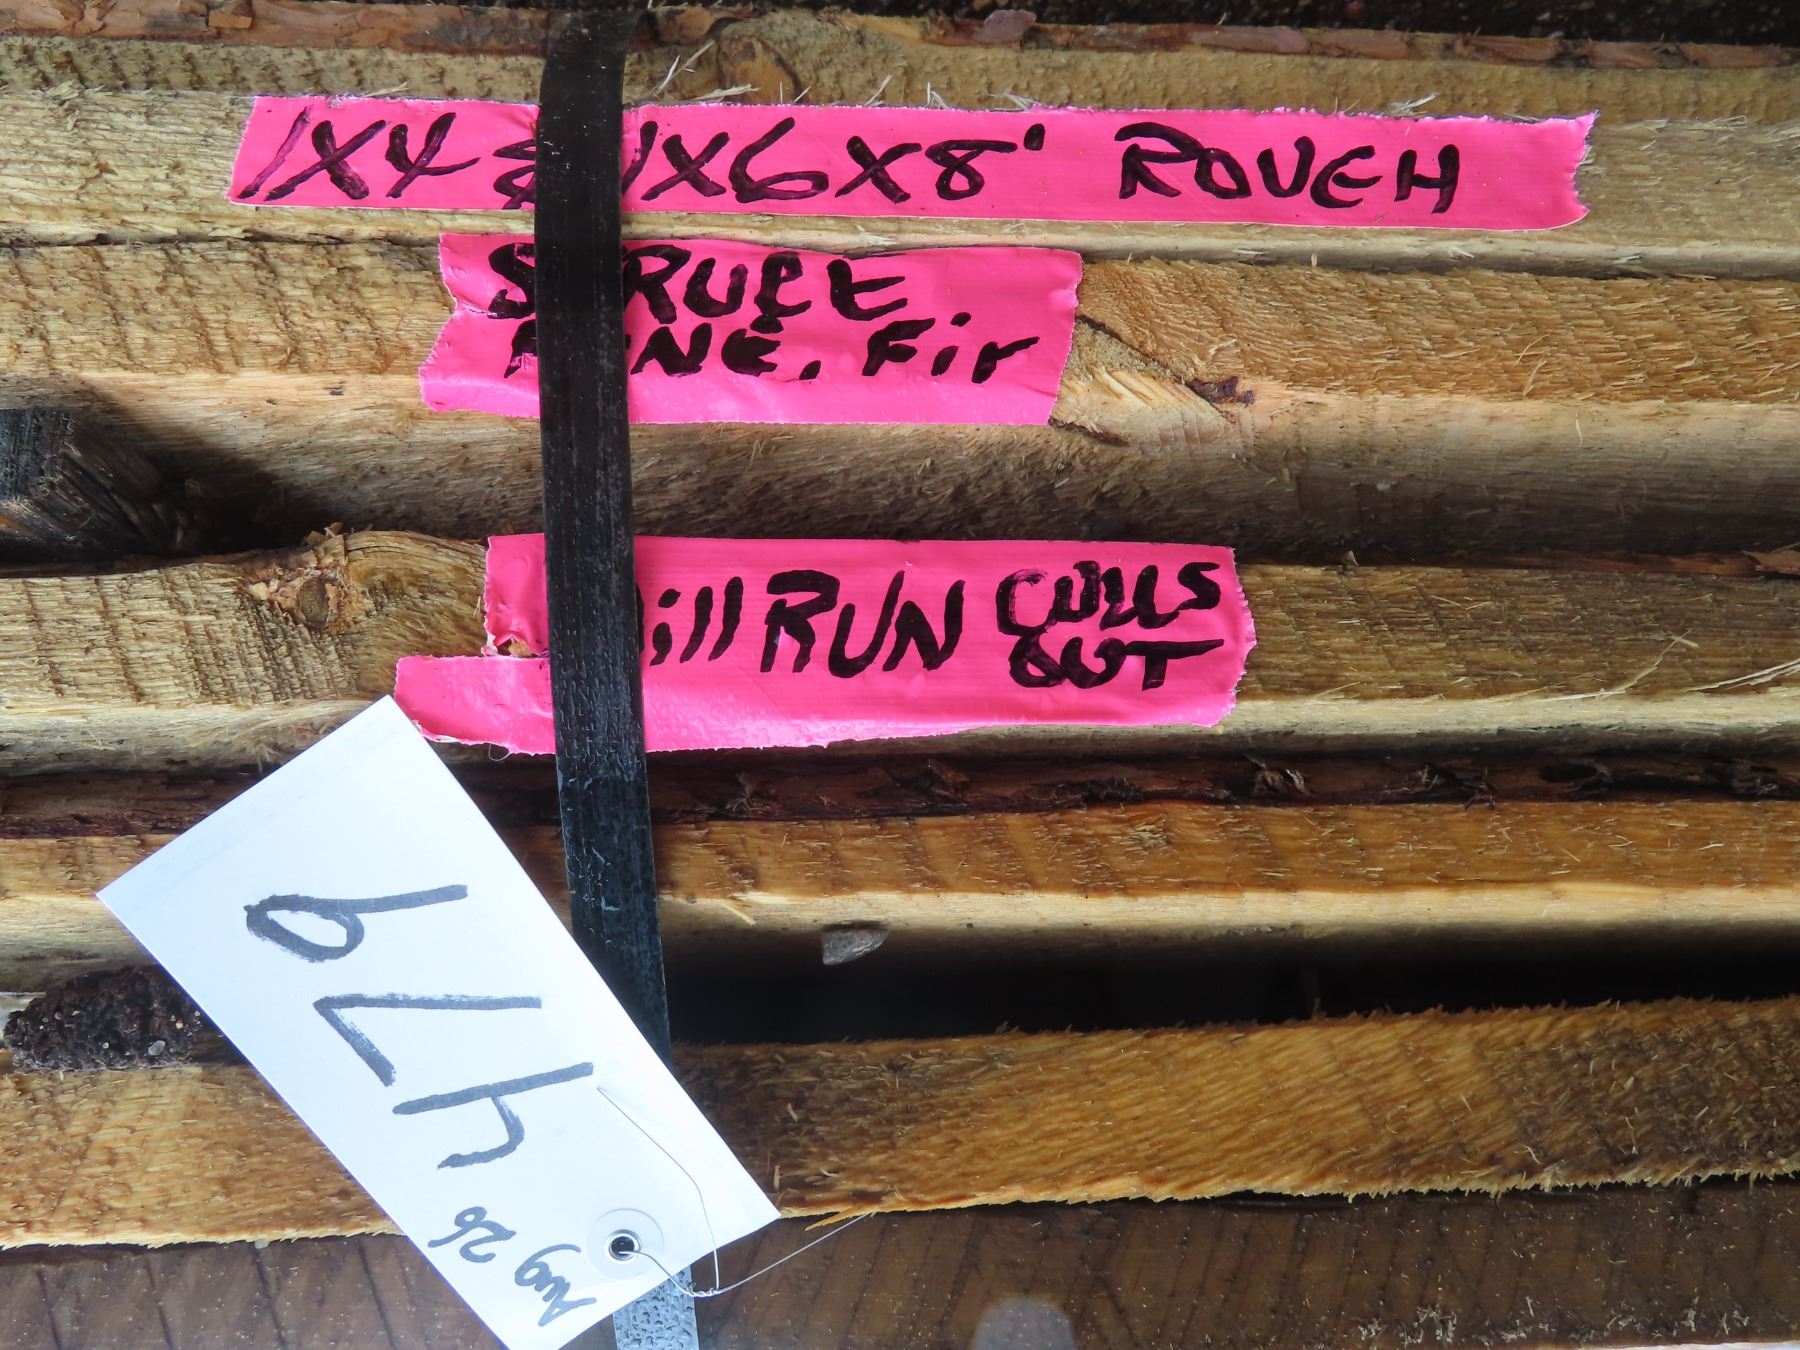 1X4 & 1X6X8' ROUGH
SPRUCE
PINE, Fir
Mill RUN CULLS
OUT
Aug 26
479